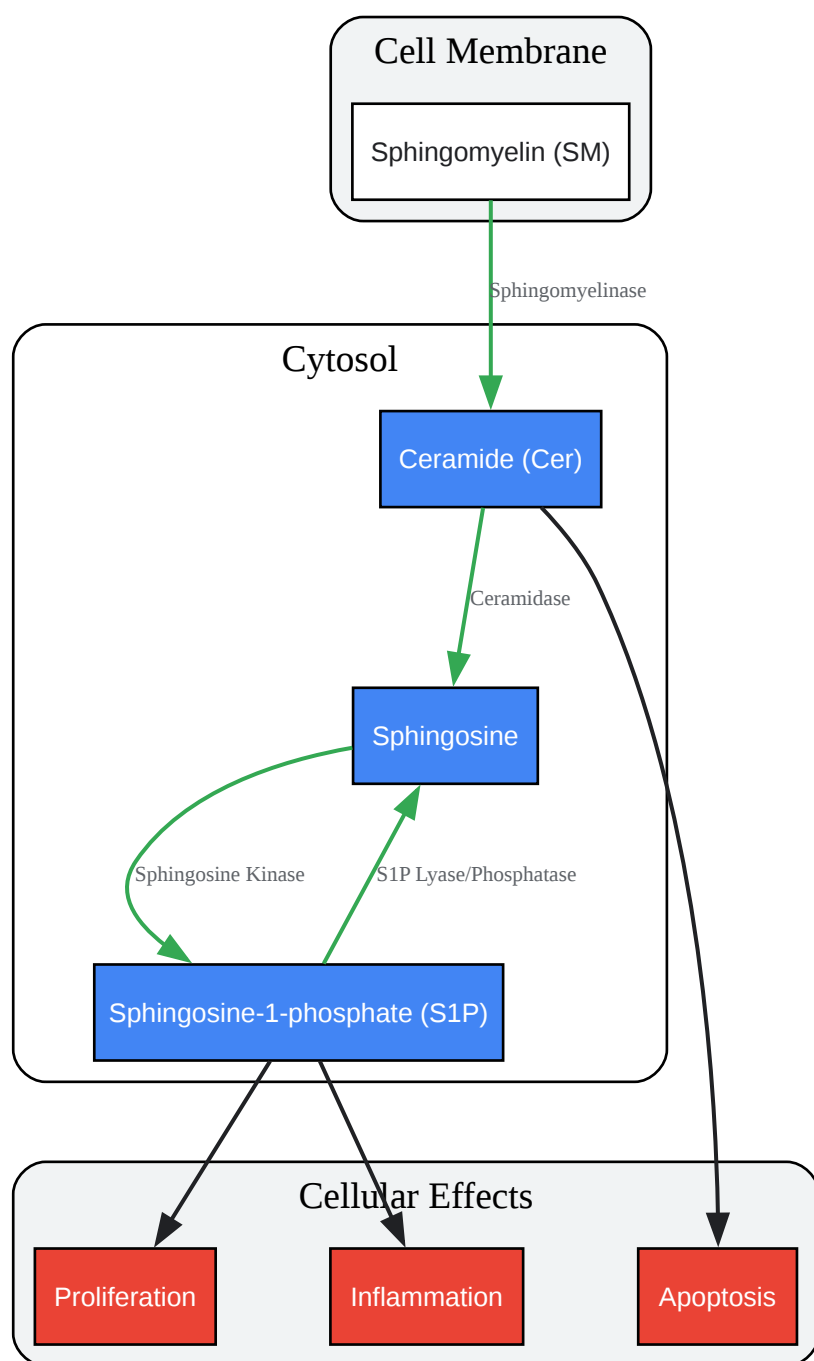 Cell Membrane
Sphingomyelin (SM)
Sphingomyelinase
Cytosol
Ceramide (Cer)
Ceramidase
Sphingosine
Sphingosine Kinase
S1P Lyase/Phosphatase
Sphingosine-1-phosphate (S1P)
Cellular Effects
Proliferation
Inflammation
Apoptosis